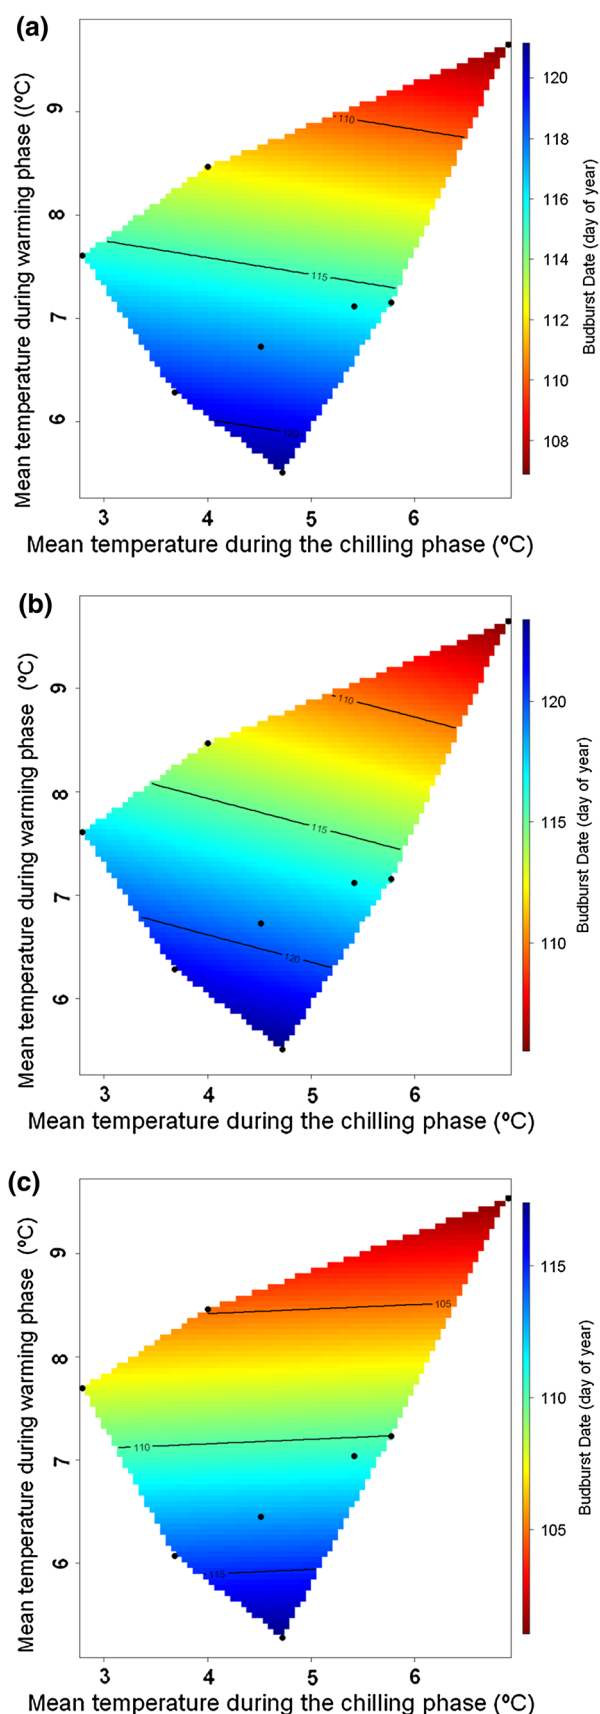 (a)
Mean temperature during warming phase ((ºC)
9
8
7
6
110
115
120
3 4 5 6
Mean temperature during the chilling phase (ºC)
120
118
116
114
112
110
108
Budburst Date (day of year)
(b)
Mean temperature during warming phase (ºC)
9
8
7
6
110
115
120
3 4 5 6
Mean temperature during the chilling phase (ºC)
120
115
110
Budburst Date (day of year)
(c)
Mean temperature during warming phase (ºC)
9
8
7
6
105
110
115
3 4 5 6
Mean temperature during the chilling phase (ºC)
115
110
105
Budburst Date (day of year)